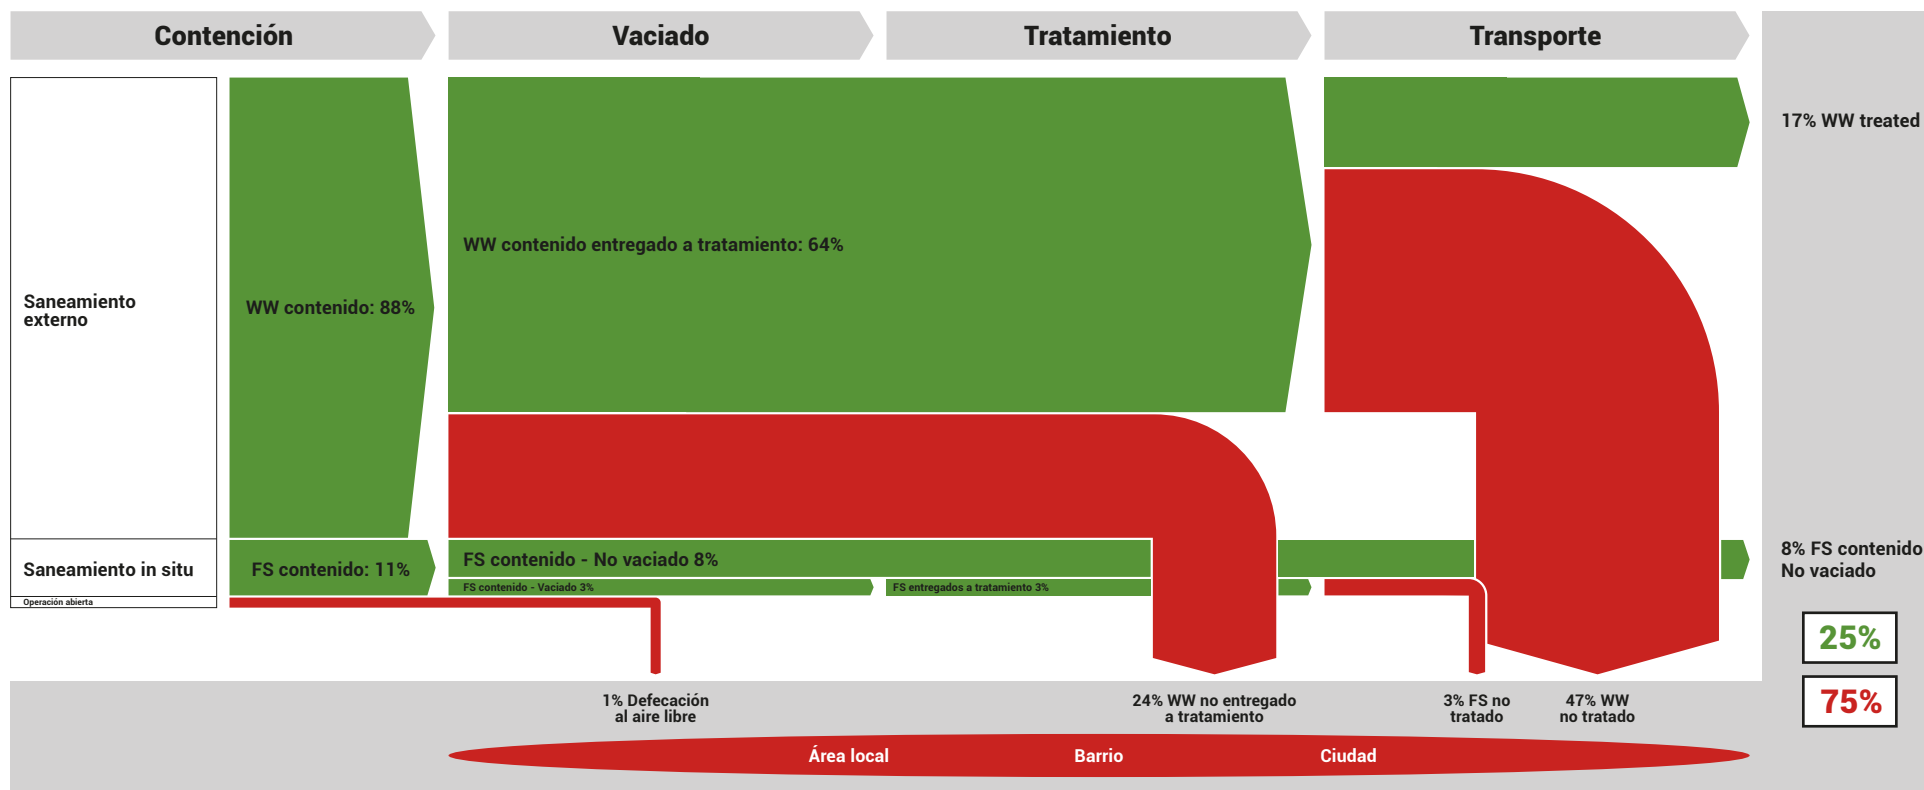 Contención
Vaciado
Tratamiento
Transporte
Saneamiento
externo
WW contenido: 88%
WW contenido entregado a tratamiento: 64%
17% WW treated
Saneamiento in situ
FS contenido: 11%
FS contenido - No vaciado 8%
FS contenido - Vaciado 3%
FS entregados a tratamiento 3%
8% FS contenido
No vaciado
Operación abierta
25%
75%
1% Defecación
al aire libre
24% WW no entregado
a tratamiento
3% FS no
tratado
47% WW
no tratado
Área local
Barrio
Ciudad